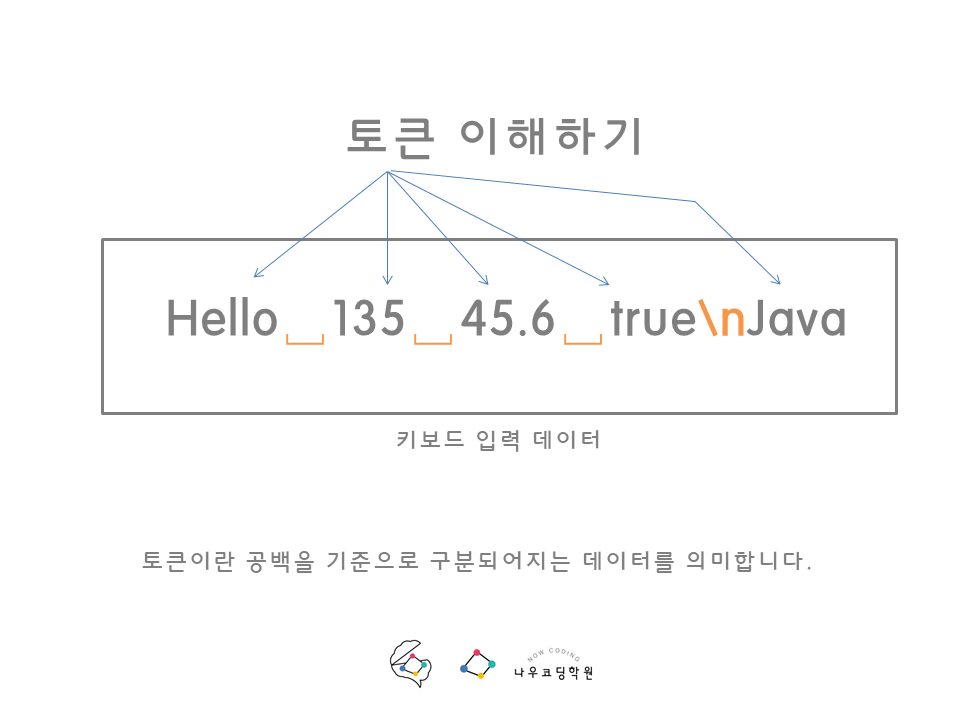 토큰 이해하기
Hello 135 45.6 true\nJava
키보드 입력 데이터
토큰이란 공백을 기준으로 구분되어지는 데이터를 의미합니다.
NOW CODING
나우코딩학원